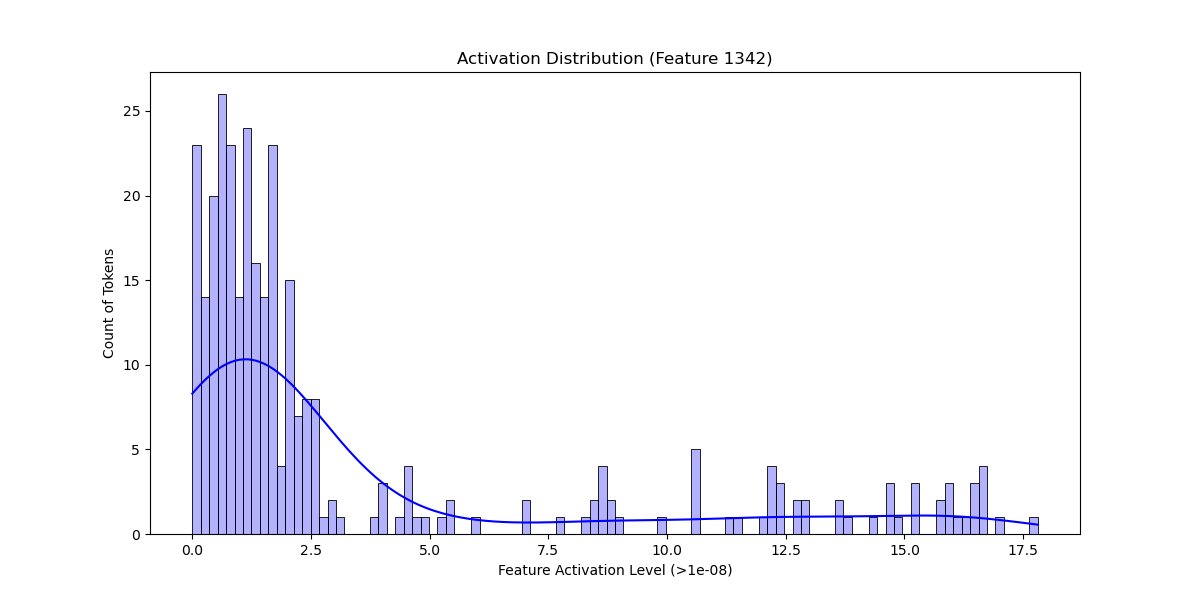 Activation Distribution (Feature 1342)
Count of Tokens
25
20
15
10
5
0
0.0 2.5 5.0 7.5 10.0 12.5 15.0 17.5
Feature Activation Level (>1e-08)